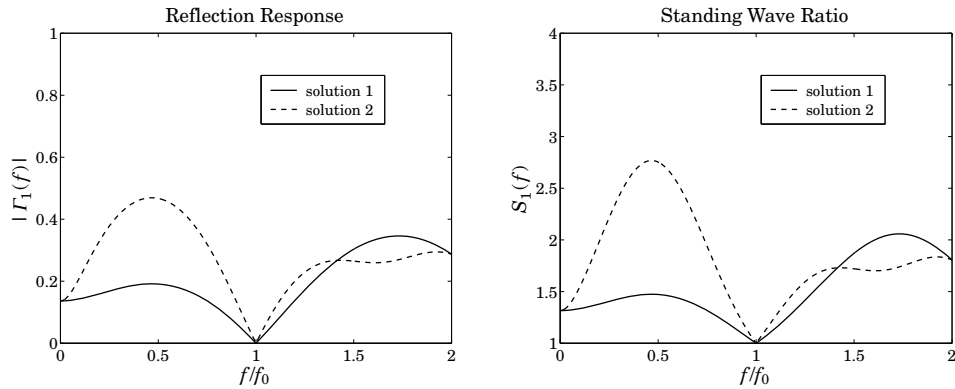 Reflection Response
1
0.8
0.6
0.4
0.2
0
0
0.5
1
1.5
2
|Γ₁(f)|
f/f₀
solution 1
solution 2
Standing Wave Ratio
4
3.5
3
2.5
2
1.5
1
0
0.5
1
1.5
2
S₁(f)
f/f₀
solution 1
solution 2